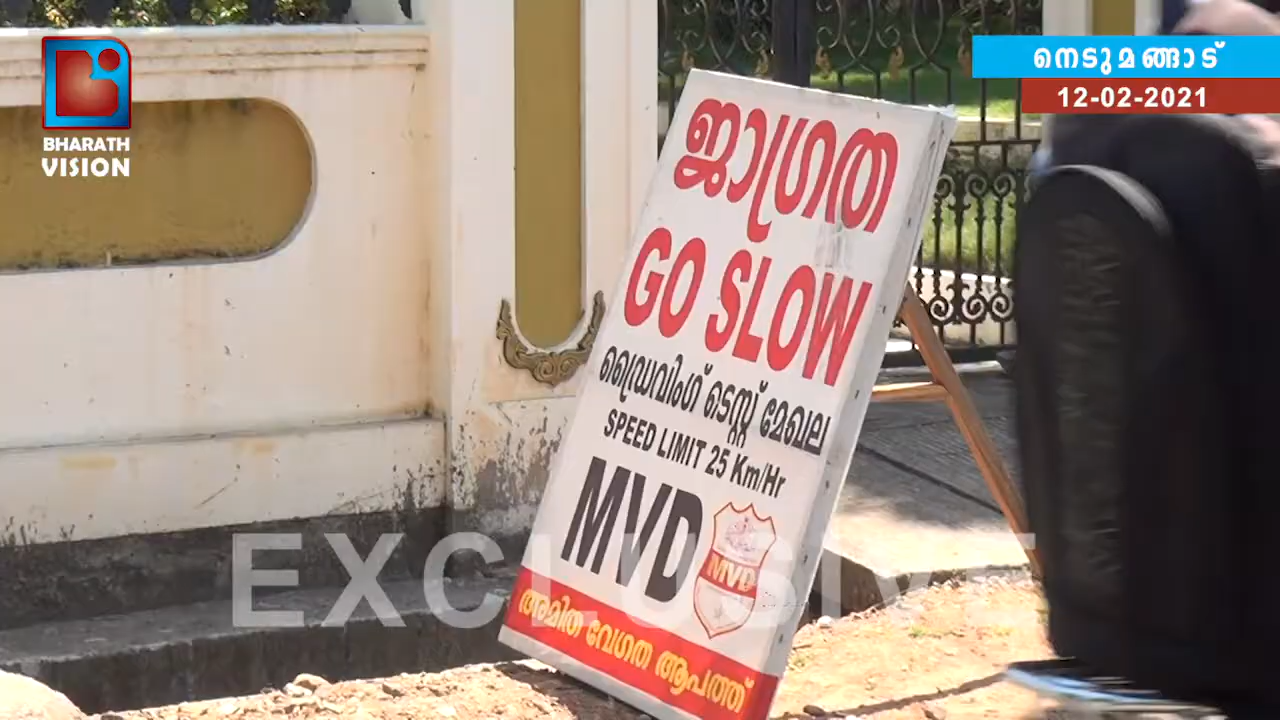 BHARATH
VISION
നെടുമങ്ങാട്
12-02-2021
ജാഗ്രത
GO SLOW
ഡ്രൈവിംഗ് ടെസ്റ്റ് മേഖല
SPEED LIMIT 25 Km/Hr
MVD
MVD
അമിത വേഗത ആപത്ത്
EXCLUSIVE